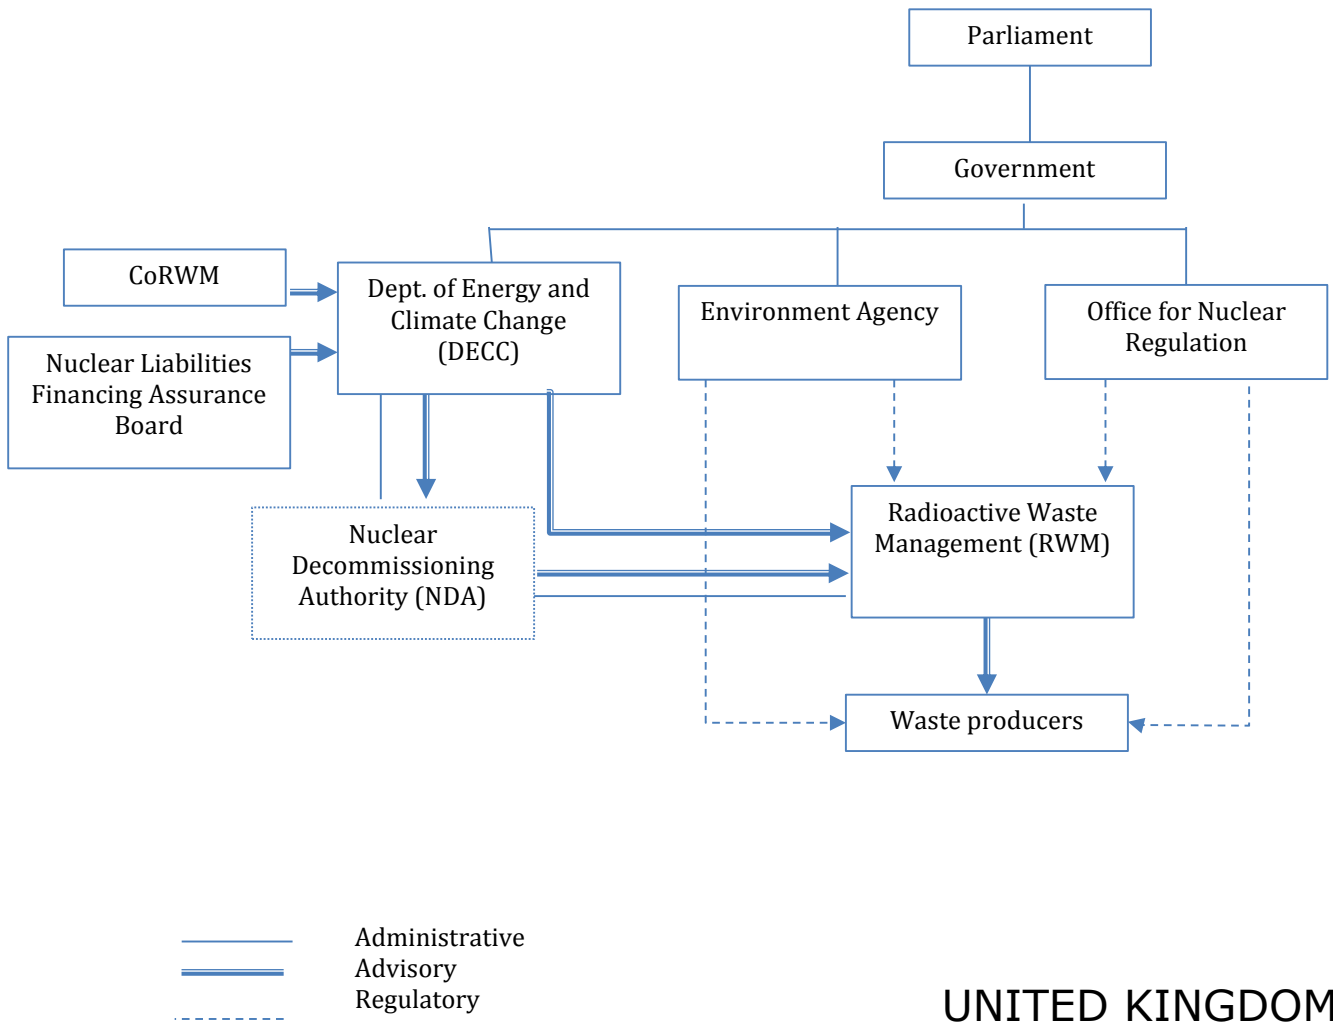 Parliament
Government
CoRWM
Dept. of Energy and
Climate Change
(DECC)
Environment Agency
Office for Nuclear
Regulation
Nuclear Liabilities
Financing Assurance
Board
Nuclear
Decommissioning
Authority (NDA)
Radioactive Waste
Management (RWM)
Waste producers
Administrative
Advisory
Regulatory
UNITED KINGDOM